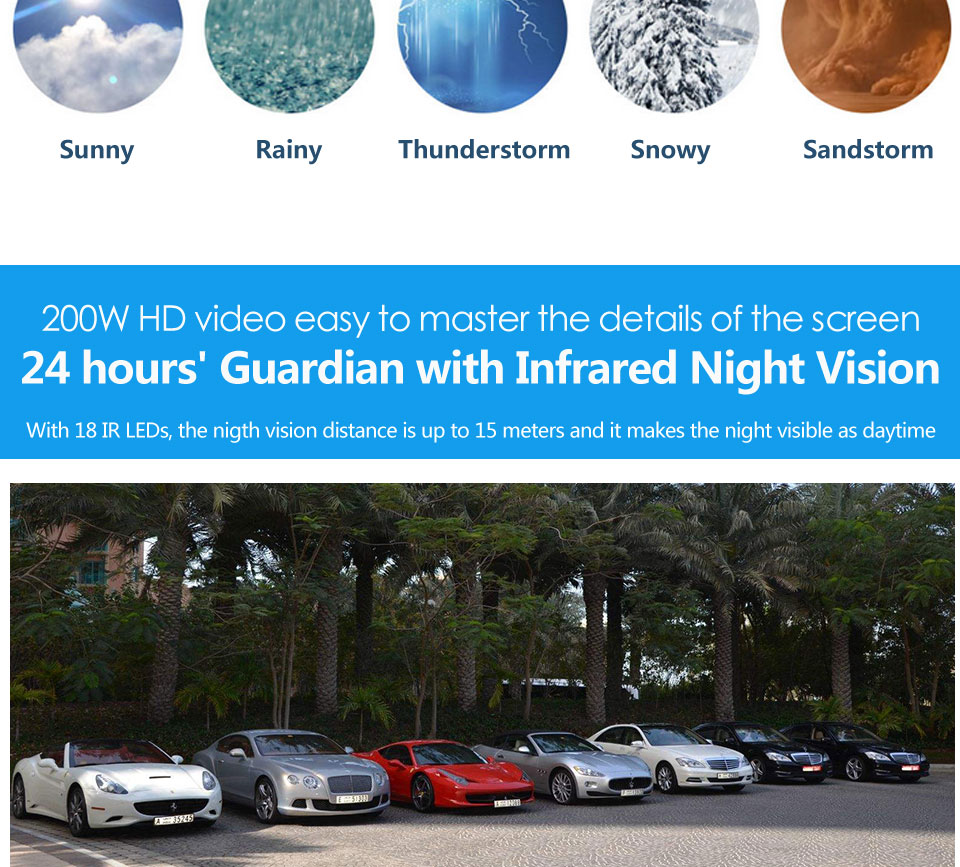 Sunny Rainy Thunderstorm Snowy Sandstorm
200W HD video easy to master the details of the screen
24 hours' Guardian with Infrared Night Vision
With 18 IR LEDs, the nigth vision distance is up to 15 meters and it makes the night visible as daytime
A 35245